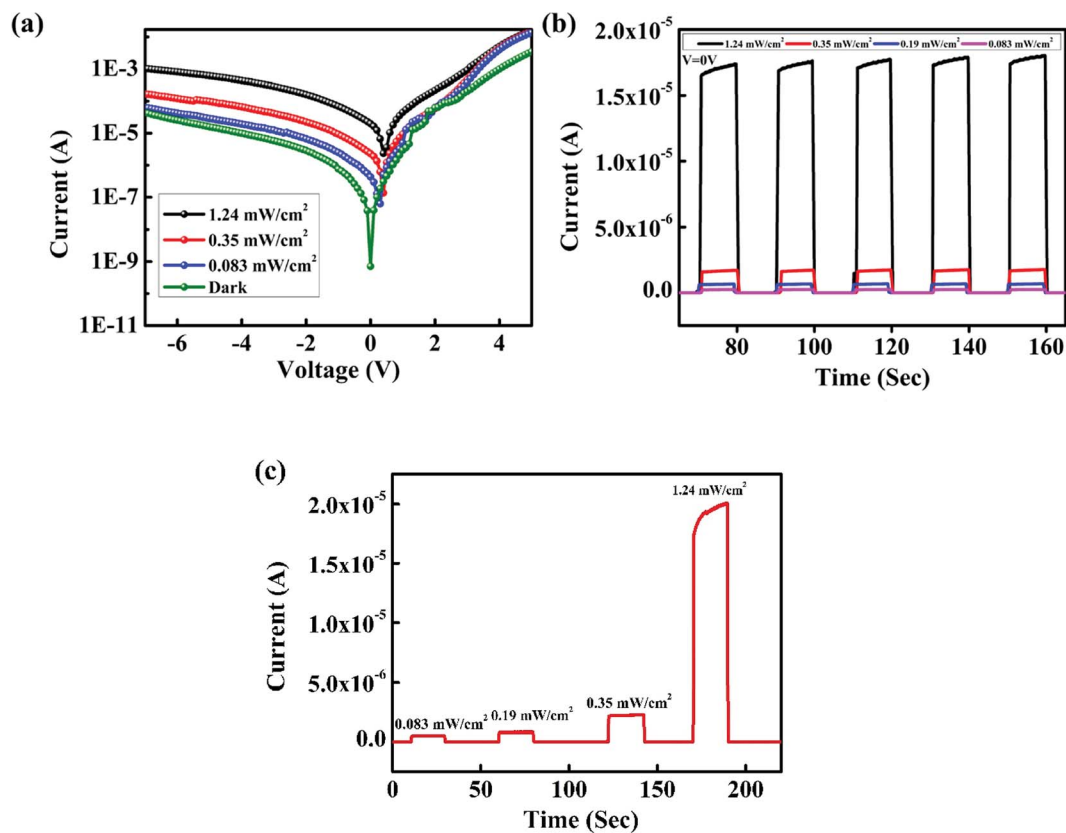 (a)
1E-3
1E-5
1E-7
1E-9
1E-11
Current (A)
1.24 mW/cm²
0.35 mW/cm²
0.083 mW/cm²
Dark
-6 -4 -2 0 2 4
Voltage (V)
(b)
2.0x10⁻⁵
1.5x10⁻⁵
1.0x10⁻⁵
5.0x10⁻⁶
0.0
Current (A)
1.24 mW/cm² 0.35 mW/cm² 0.19 mW/cm² 0.083 mW/cm²
V=0V
80 100 120 140 160
Time (Sec)
(c)
2.0x10⁻⁵
1.5x10⁻⁵
1.0x10⁻⁵
5.0x10⁻⁶
0.0
Current (A)
0.083 mW/cm²
0.19 mW/cm²
0.35 mW/cm²
1.24 mW/cm²
0 50 100 150 200
Time (Sec)